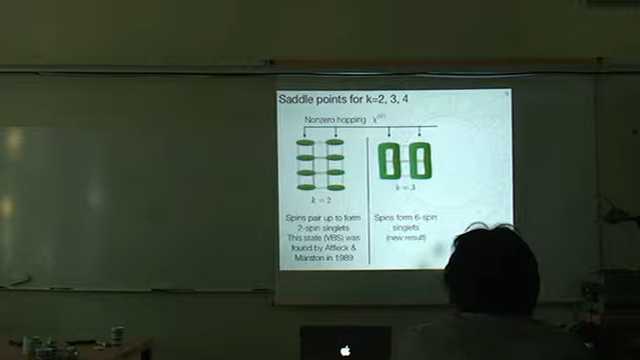 Saddle points for k=2, 3, 4
Nonzero hopping
k = 2
k = 3
Spins pair up to form
2-spin singlets
This state (VBS) was
found by Affleck &
Marston in 1989
Spins form 6-spin
singlets
(new result)